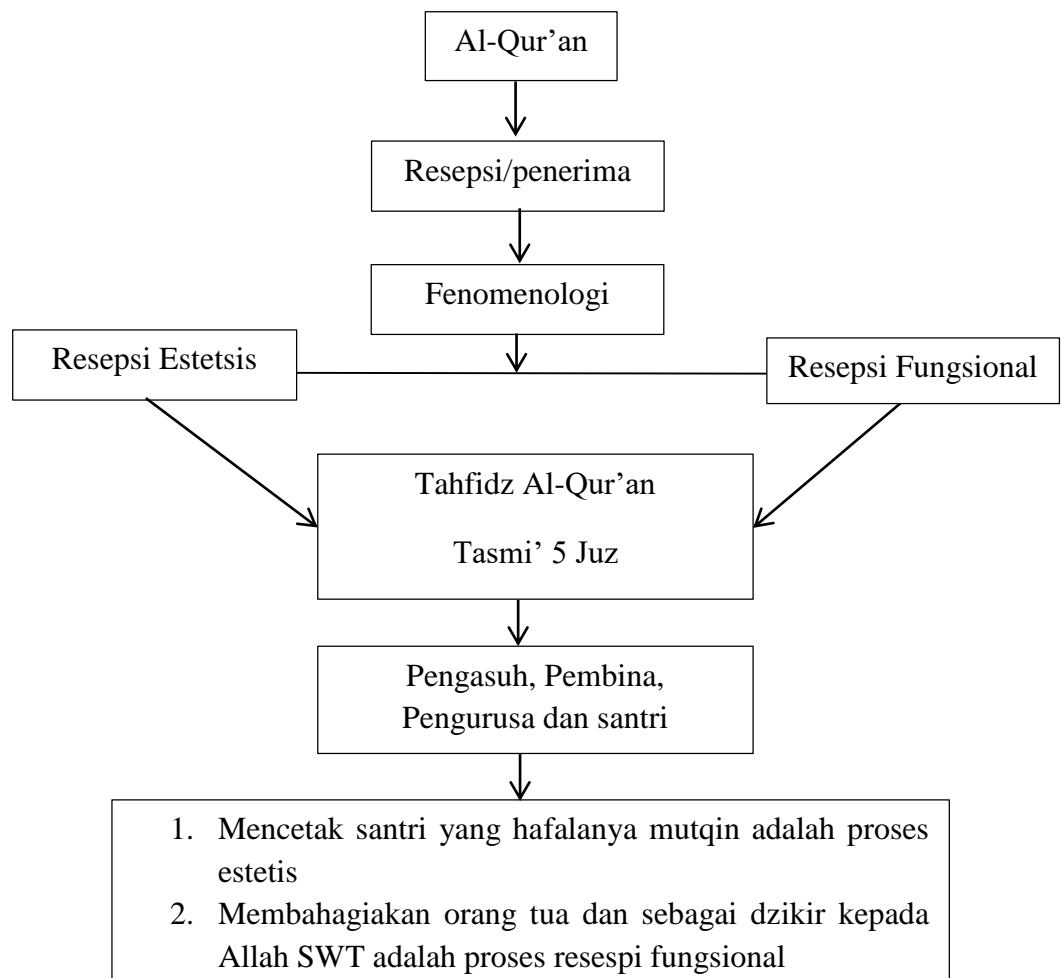 Al-Qur’an
Resepsi/penerima
Fenomenologi
Resepsi Estetsis
Resepsi Fungsional
Tahfidz Al-Qur’an
Tasmi’ 5 Juz
Pengasuh, Pembina,
Pengurusa dan santri
1. Mencetak santri yang hafalanya mutqin adalah proses
estetis
2. Membahagiakan orang tua dan sebagai dzikir kepada
Allah SWT adalah proses resespi fungsional